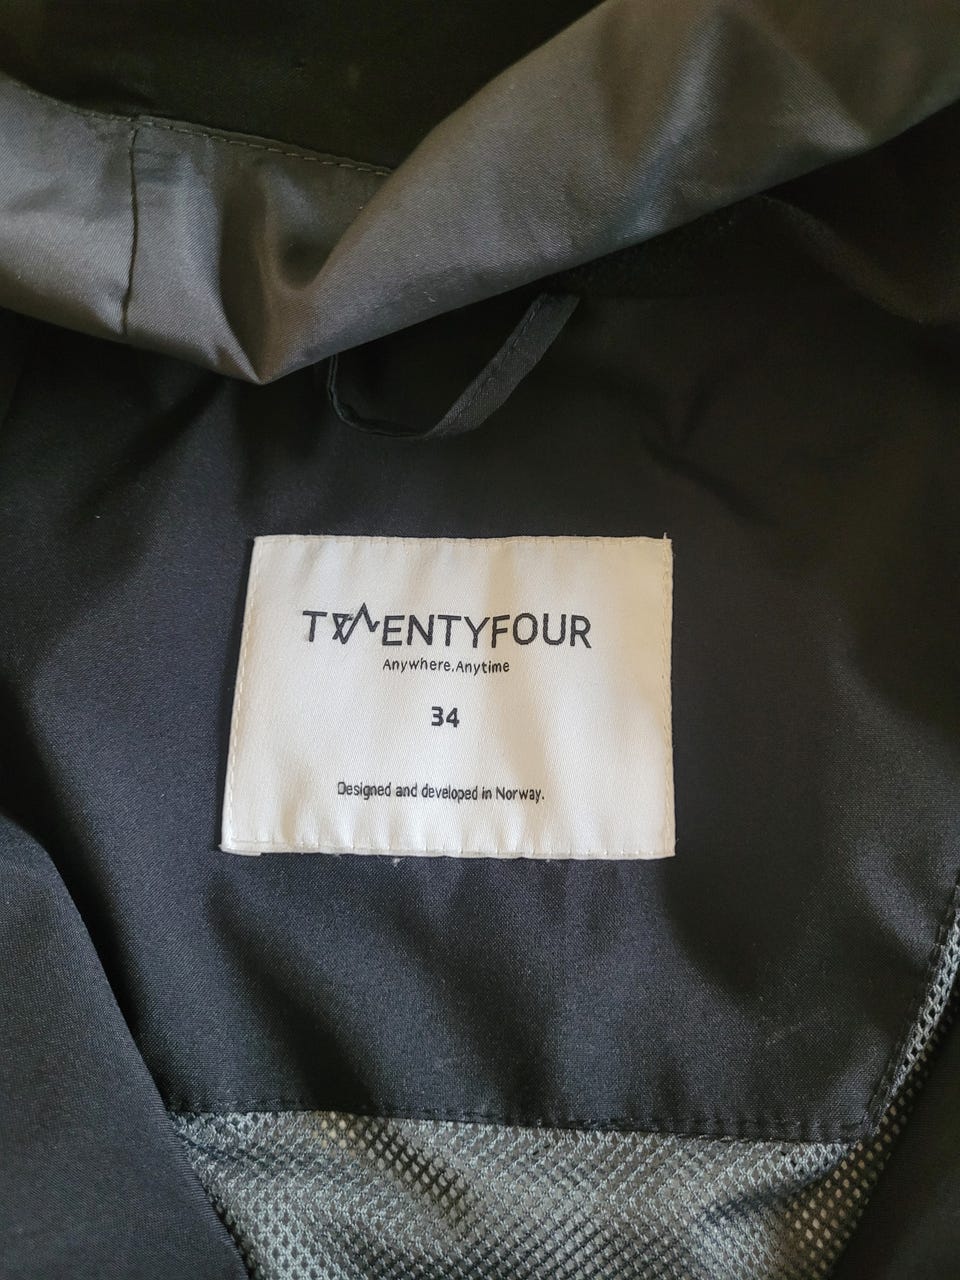 TWENTYFOUR
Anywhere.Anytime
34
Designed and developed in Norway.